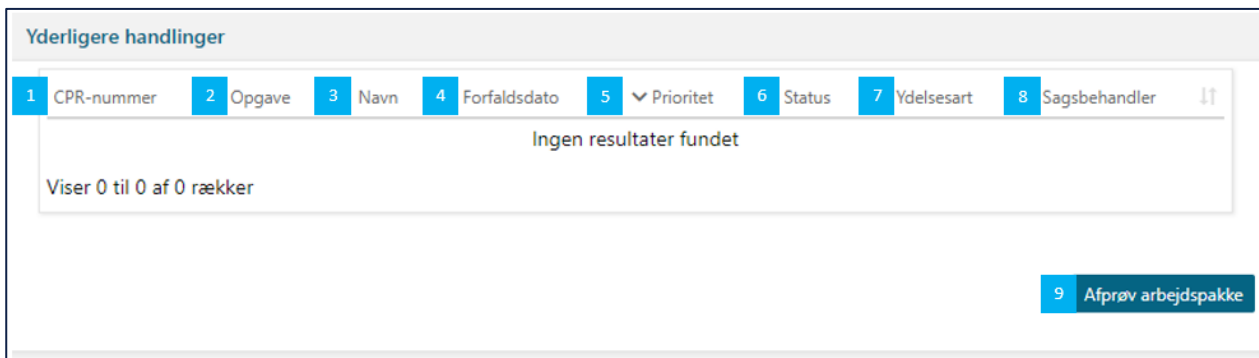 Yderligere handlinger
1 CPR-nummer 2 Opgave 3 Navn 4 Forfaldsdato 5 Prioritet 6 Status 7 Ydelsesart 8 Sagsbehandler
Ingen resultater fundet
Viser 0 til 0 af 0 rækker
9 Afprøv arbejdspakke